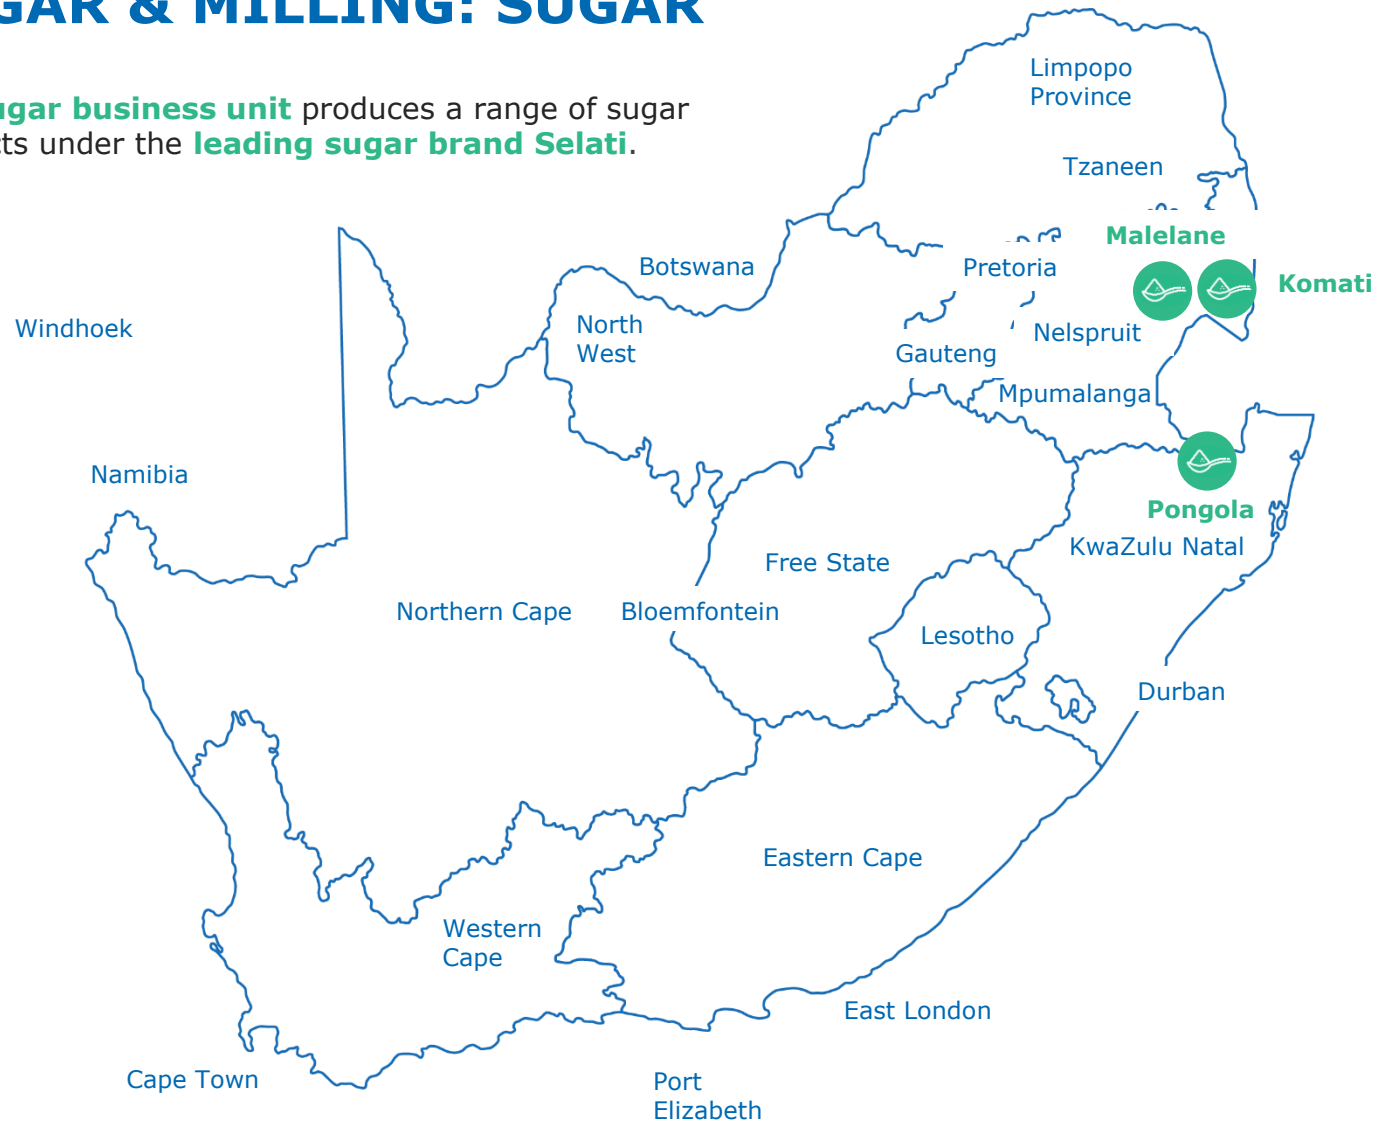 GAR & MILLING: SUGAR
ugar business unit produces a range of sugar
cts under the leading sugar brand Selati.
Limpopo
Province
Tzaneen
Malelane
Komati
Botswana
Pretoria
Windhoek
North
West
Nelspruit
Gauteng
Mpumalanga
Namibia
Pongola
KwaZulu Natal
Free State
Northern Cape
Bloemfontein
Lesotho
Durban
Eastern Cape
Western
Cape
East London
Cape Town
Port
Elizabeth